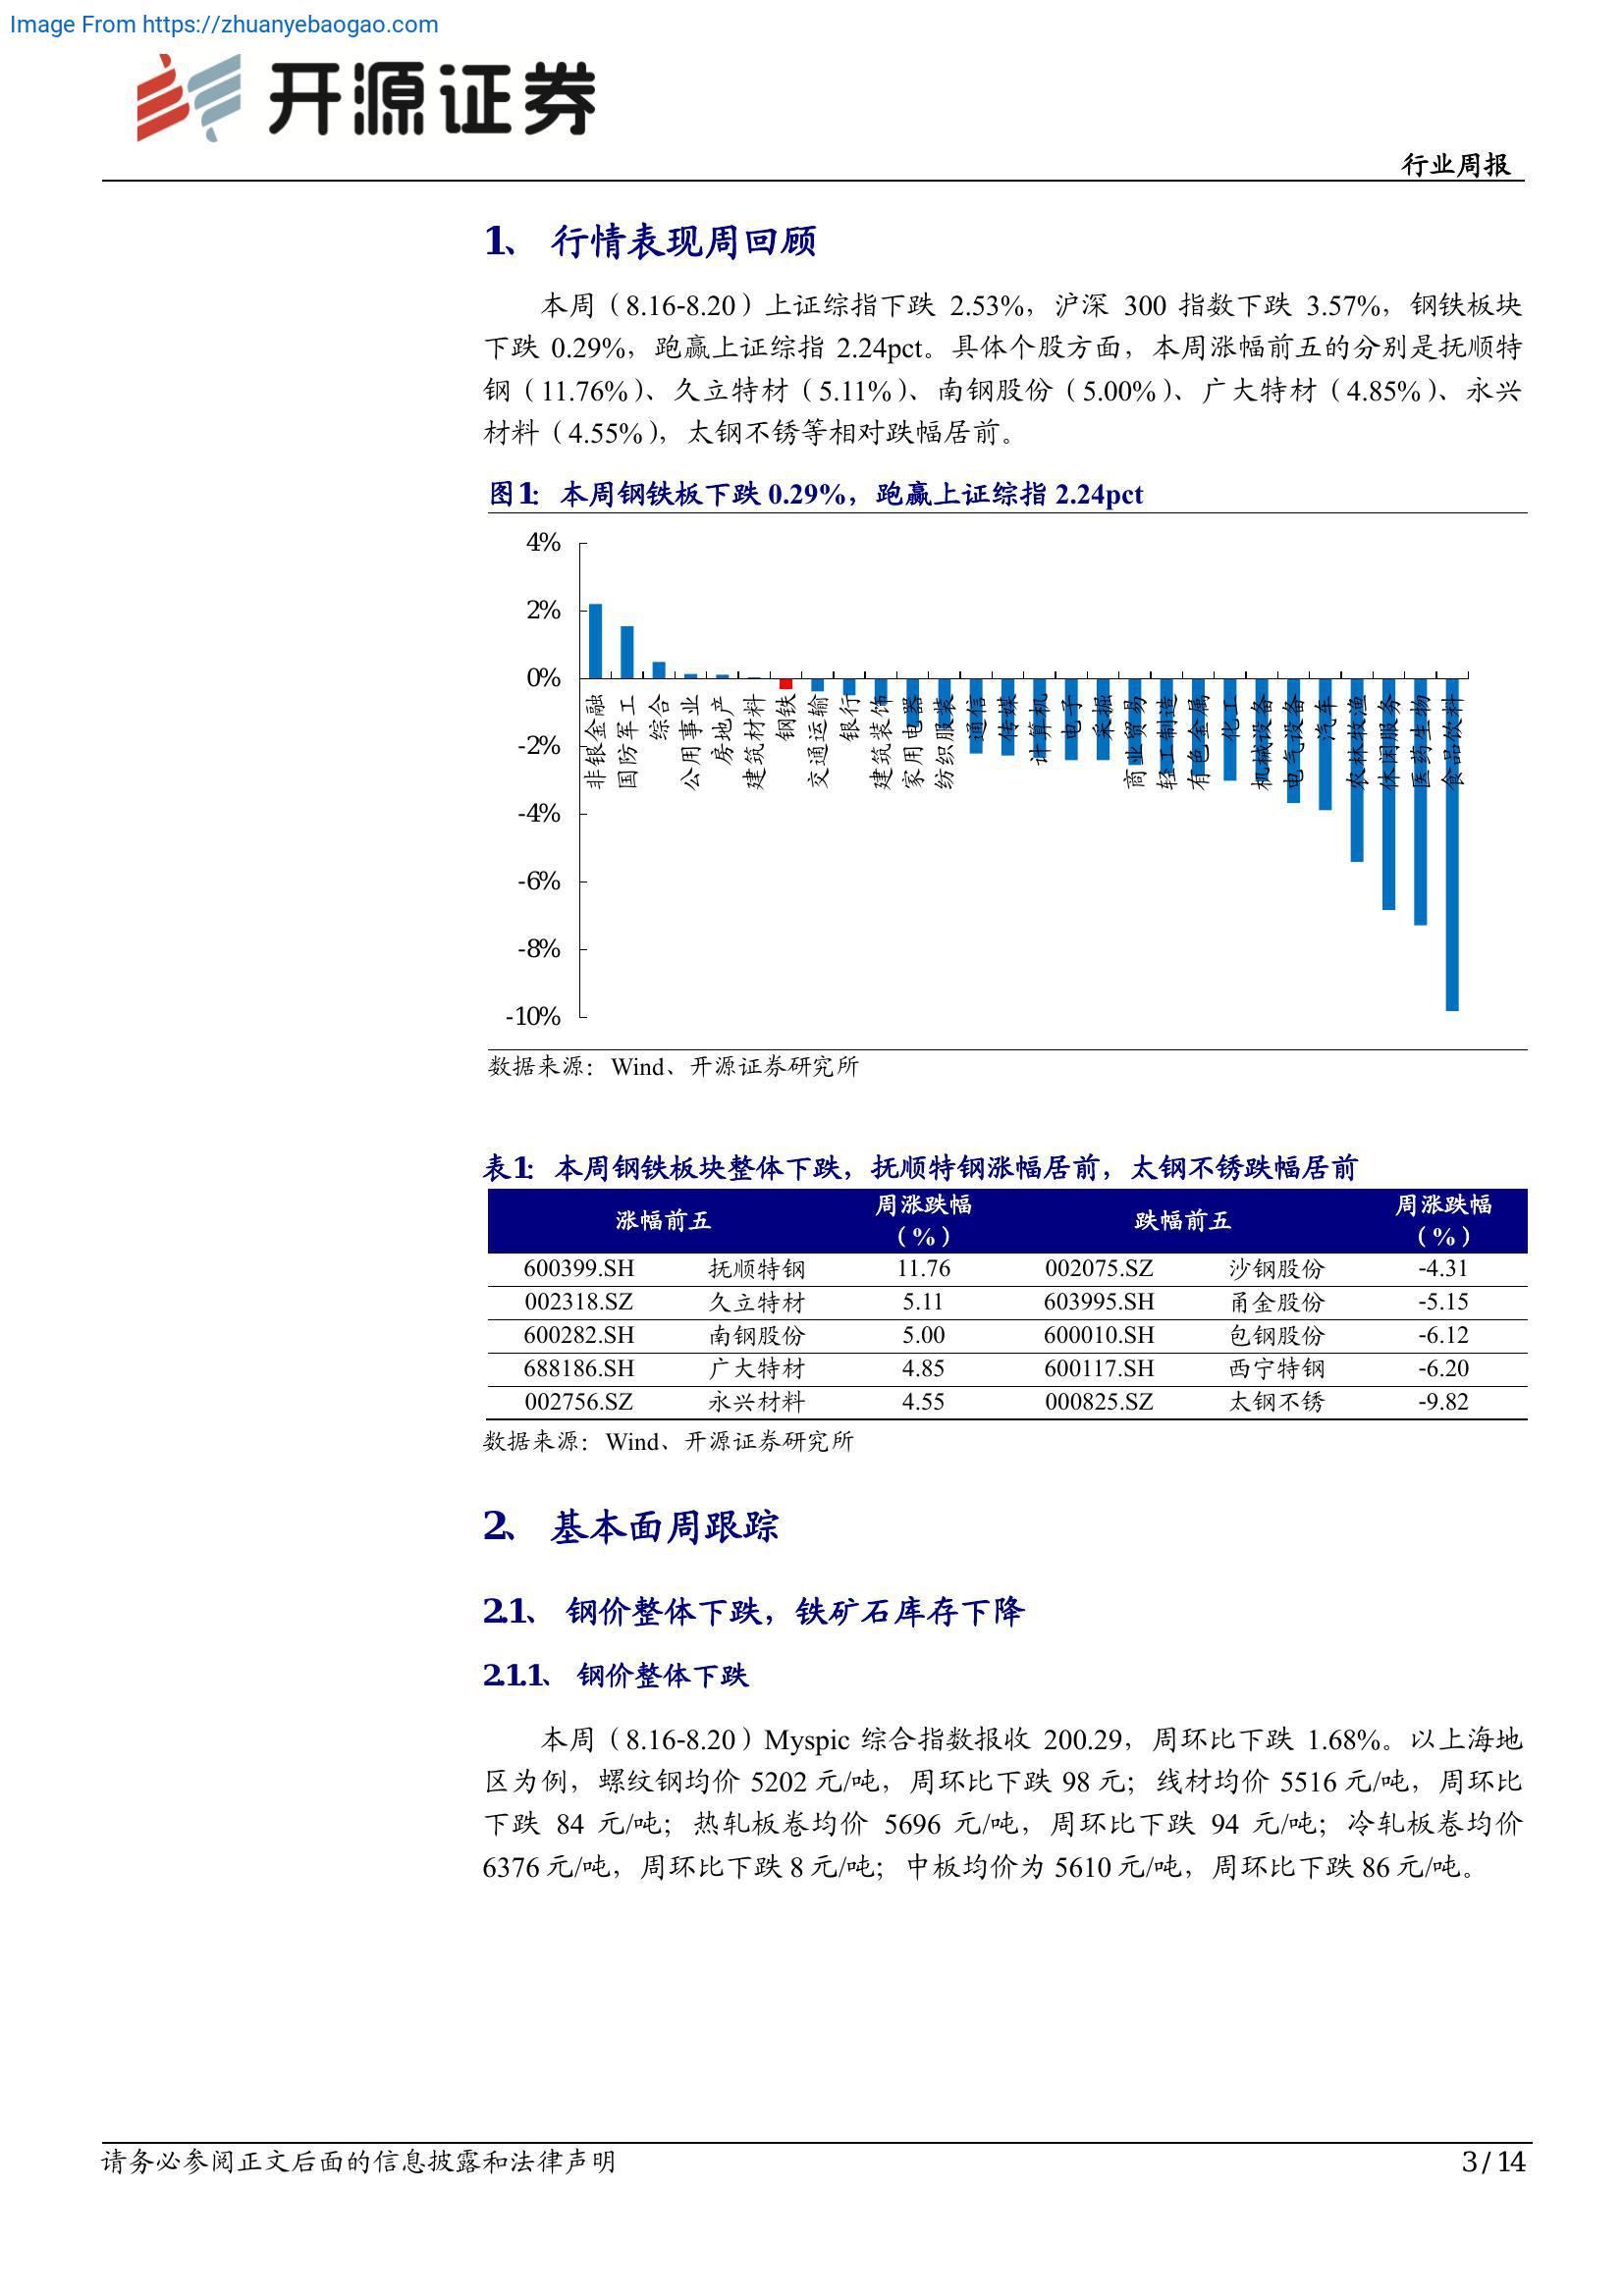 Image From https://zhuanyebaogao.com
开源证券
行业周报
1、 行情表现周回顾
本周（8.16-8.20）上证综指下跌 2.53%，沪深 300 指数下跌 3.57%，钢铁板块
下跌 0.29%，跑赢上证综指 2.24pct。具体个股方面，本周涨幅前五的分别是抚顺特
钢（11.76%）、久立特材（5.11%）、南钢股份（5.00%）、广大特材（4.85%）、永兴
材料（4.55%），太钢不锈等相对跌幅居前。
图1： 本周钢铁板下跌 0.29%，跑赢上证综指 2.24pct
4%
2%
0%
-2%
-4%
-6%
-8%
-10%
非银金融
国防军工
综合
公用事业
房地产
建筑材料
钢铁
交通运输
银行
建筑装饰
家用电器
纺织服装
通信
传媒
计算机
电子
采掘
商业贸易
轻工制造
有色金属
化工
机械设备
电气设备
汽车
农林牧渔
休闲服务
医药生物
食品饮料
数据来源：Wind、开源证券研究所
表1： 本周钢铁板块整体下跌，抚顺特钢涨幅居前，太钢不锈跌幅居前
涨幅前五 周涨跌幅（%） 跌幅前五 周涨跌幅（%）
600399.SH 抚顺特钢 11.76 002075.SZ 沙钢股份 -4.31
002318.SZ 久立特材 5.11 603995.SH 甬金股份 -5.15
600282.SH 南钢股份 5.00 600010.SH 包钢股份 -6.12
688186.SH 广大特材 4.85 600117.SH 西宁特钢 -6.20
002756.SZ 永兴材料 4.55 000825.SZ 太钢不锈 -9.82
数据来源：Wind、开源证券研究所
2、 基本面周跟踪
2.1、 钢价整体下跌，铁矿石库存下降
2.1.1、 钢价整体下跌
本周（8.16-8.20）Myspic 综合指数报收 200.29，周环比下跌 1.68%。以上海地
区为例，螺纹钢均价 5202 元/吨，周环比下跌 98 元；线材均价 5516 元/吨，周环比
下跌 84 元/吨；热轧板卷均价 5696 元/吨，周环比下跌 94 元/吨；冷轧板卷均价
6376 元/吨，周环比下跌 8 元/吨；中板均价为 5610 元/吨，周环比下跌 86 元/吨。
请务必参阅正文后面的信息披露和法律声明
3 / 14